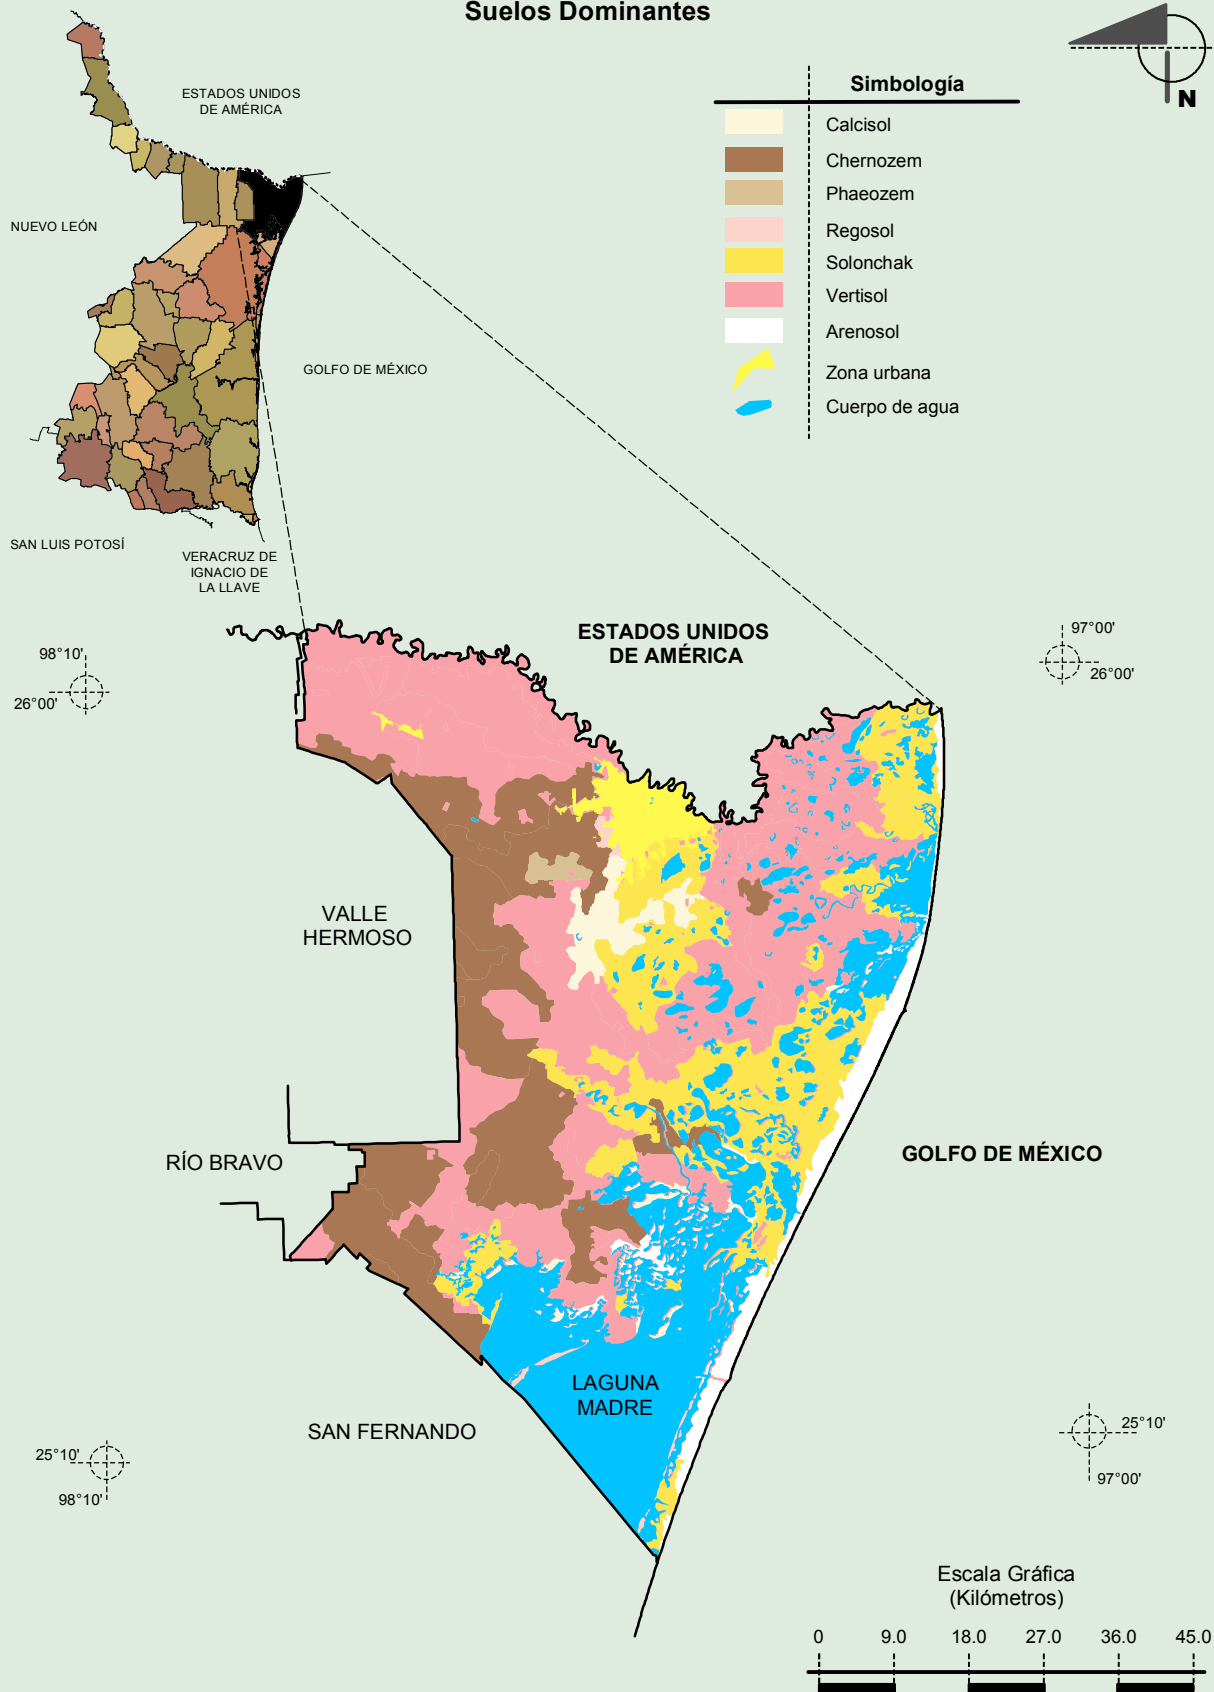 Suelos Dominantes
N
Simbología
Calcisol
Chernozem
Phaeozem
Regosol
Solonchak
Vertisol
Arenosol
Zona urbana
Cuerpo de agua
ESTADOS UNIDOS
DE AMÉRICA
NUEVO LEÓN
GOLFO DE MÉXICO
SAN LUIS POTOSÍ
VERACRUZ DE
IGNACIO DE
LA LLAVE
98°10'
26°00'
ESTADOS UNIDOS
DE AMÉRICA
97°00'
26°00'
VALLE
HERMOSO
RÍO BRAVO
GOLFO DE MÉXICO
LAGUNA
MADRE
SAN FERNANDO
25°10'
98°10'
25°10'
97°00'
Escala Gráfica
(Kilómetros)
0 9.0 18.0 27.0 36.0 45.0